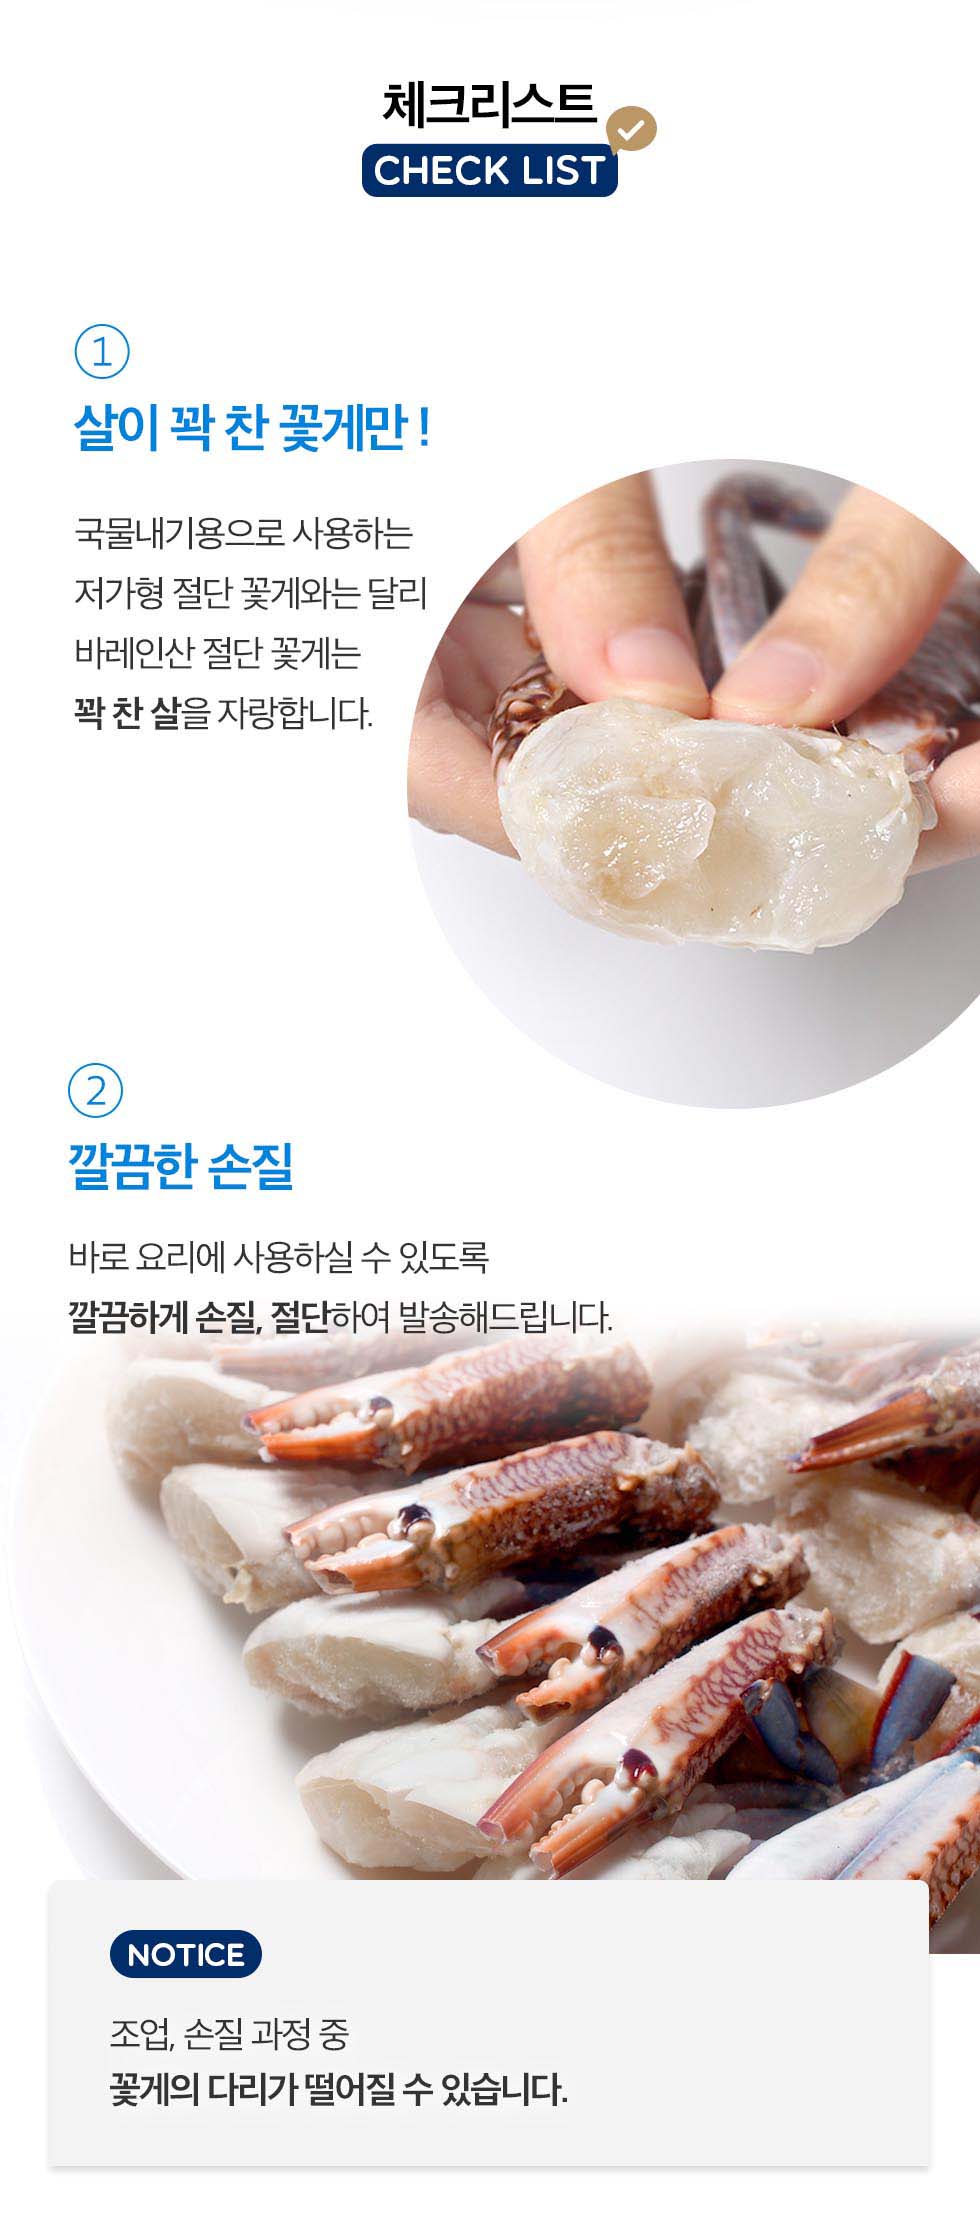 체크리스트
CHECK LIST
1
살이 꽉 찬 꽃게만 !
국물내기용으로 사용하는
저가형 절단 꽃게와는 달리
바레인산 절단 꽃게는
꽉 찬 살을 자랑합니다.
2
깔끔한 손질
바로 요리에 사용하실 수 있도록
깔끔하게 손질, 절단하여 발송해드립니다.
NOTICE
조업, 손질 과정 중
꽃게의 다리가 떨어질 수 있습니다.